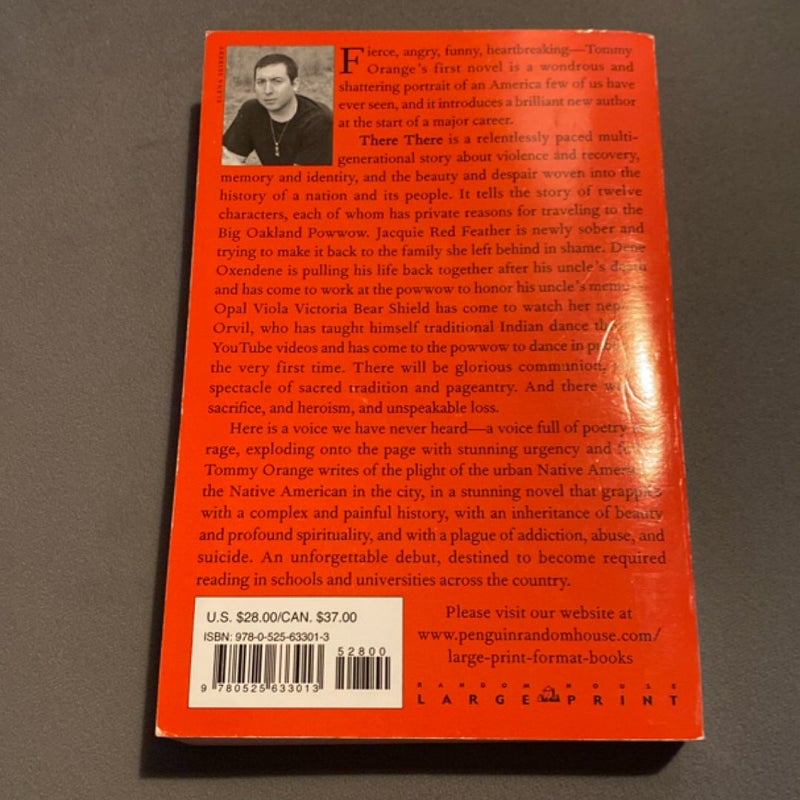 ELENA SEIBERT
Fierce, angry, funny, heartbreaking—Tommy
Orange's first novel is a wondrous and
shattering portrait of an America few of us have
ever seen, and it introduces a brilliant new author
at the start of a major career.
There There is a relentlessly paced multi-
generational story about violence and recovery,
memory and identity, and the beauty and despair woven into the
history of a nation and its people. It tells the story of twelve
characters, each of whom has private reasons for traveling to the
Big Oakland Powwow. Jacquie Red Feather is newly sober and
trying to make it back to the family she left behind in shame. Dene
Oxendene is pulling his life back together after his uncle's death
and has come to work at the powwow to honor his uncle's
Opal Viola Victoria Bear Shield has come to watch her
Orvil, who has taught himself traditional Indian dance
YouTube videos and has come to the powwow to dance in
the very first time. There will be glorious communion,
spectacle of sacred tradition and pageantry. And there
sacrifice, and heroism, and unspeakable loss.
Here is a voice we have never heard—a voice full of poetry
rage, exploding onto the page with stunning urgency and
Tommy Orange writes of the plight of the urban Native
the Native American in the city, in a stunning novel that grapples
with a complex and painful history, with an inheritance of beauty
and profound spirituality, and with a plague of addiction, abuse, and
suicide. An unforgettable debut, destined to become required
reading in schools and universities across the country.
U.S. $28.00/CAN. $37.00
ISBN: 978-0-525-63301-3
52800
9 780525 633013
Please visit our website at
www.penguinrandomhouse.com/
large-print-format-books
RANDOM HOUSE
LARGE PRINT